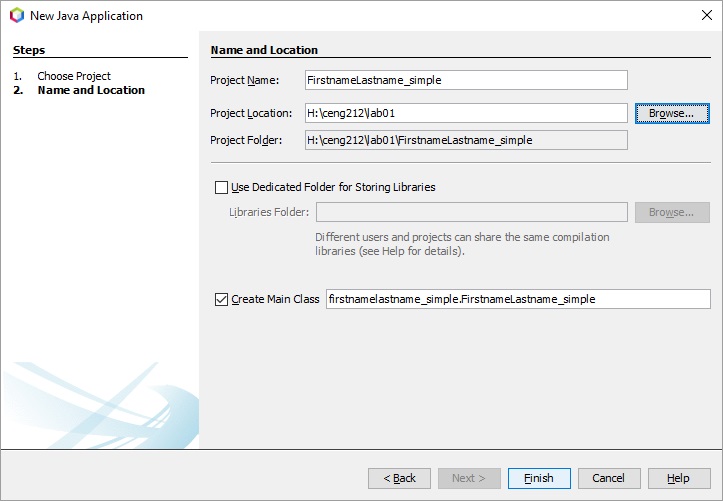 New Java Application
Steps
1. Choose Project
2. Name and Location
Name and Location
Project Name: FirstnameLastname_simple
Project Location: H:\ceng212\lab01 Browse...
Project Folder: H:\ceng212\lab01\FirstnameLastname_simple
Use Dedicated Folder for Storing Libraries
Libraries Folder: Browse...
Different users and projects can share the same compilation
libraries (see Help for details).
Create Main Class firstnamelastname_simple.FirstnameLastname_simple
< Back Next > Finish Cancel Help